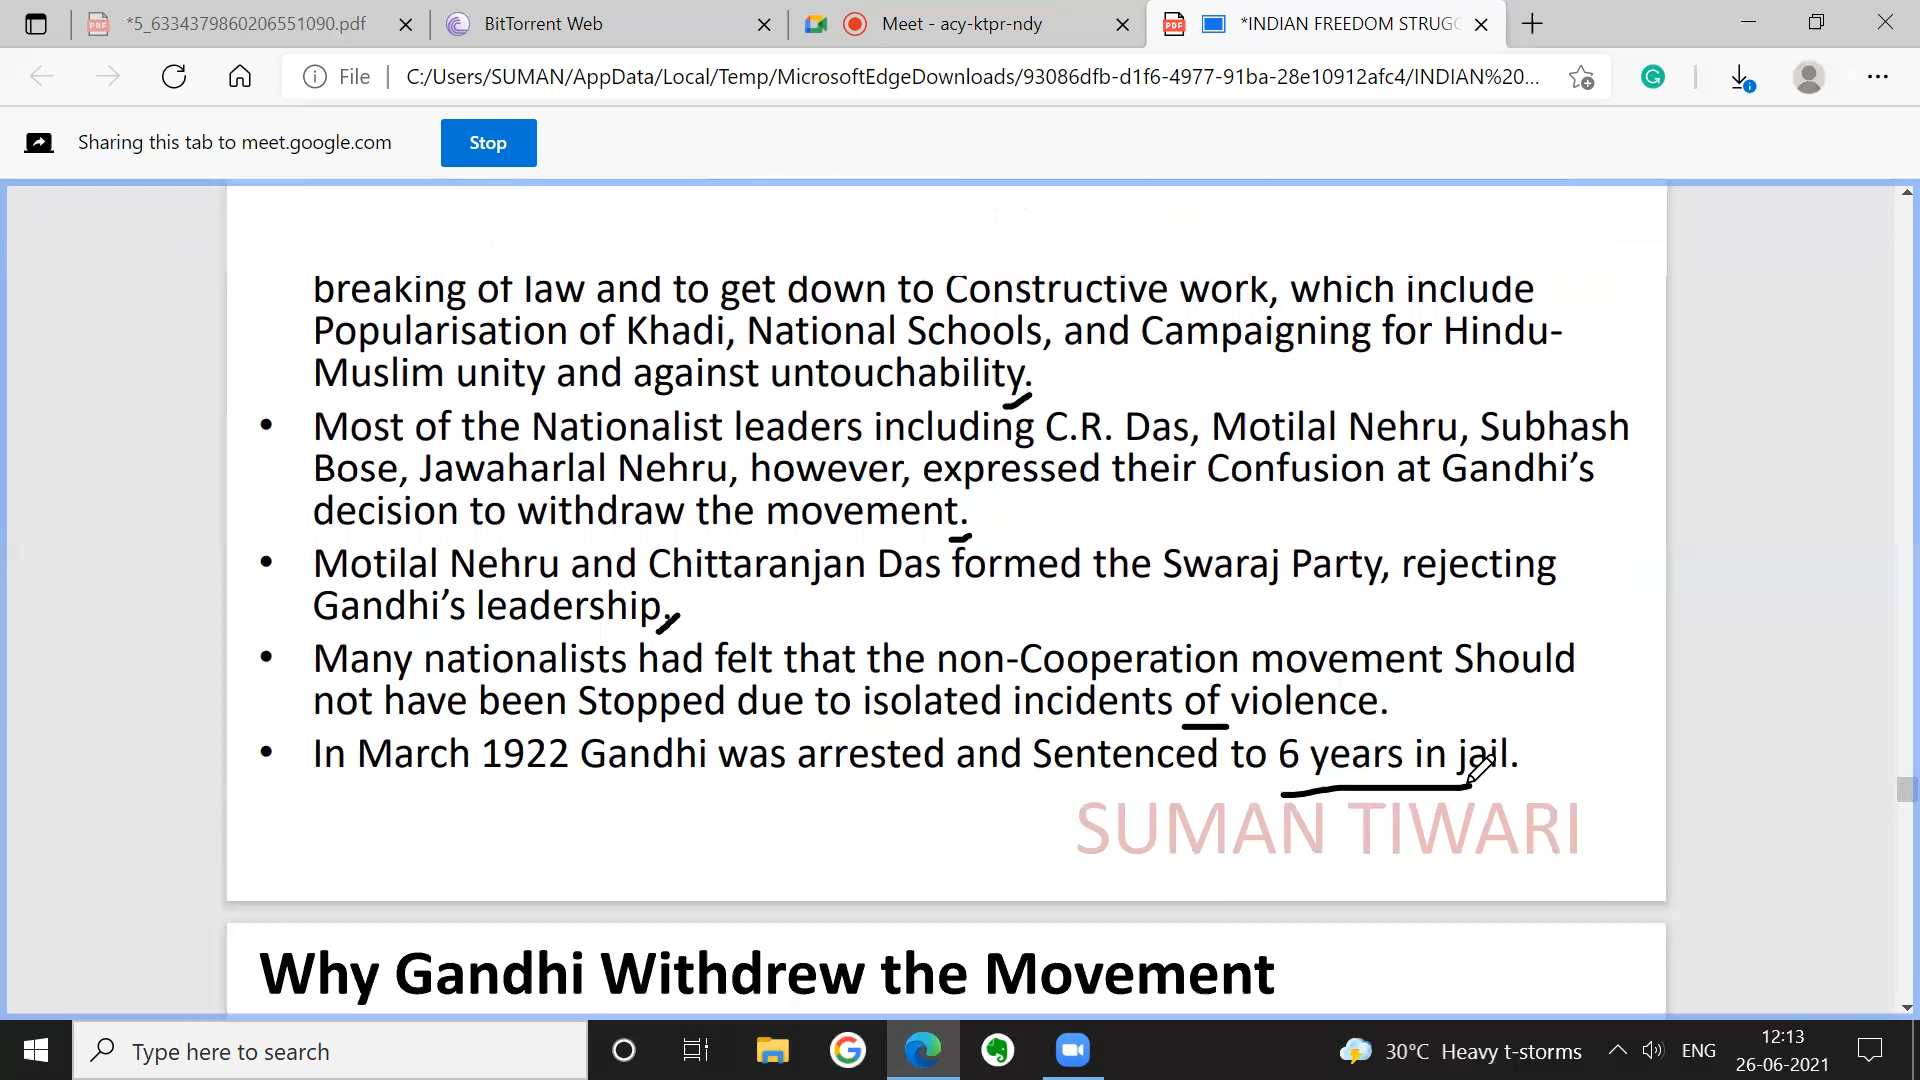 *5_6334379860206551090.pdf
BitTorrent Web
Meet - acy-ktpr-ndy
*INDIAN FREEDOM STRUGG
File
C:/Users/SUMAN/AppData/Local/Temp/MicrosoftEdgeDownloads/93086dfb-d1f6-4977-91ba-28e10912afc4/INDIAN%20...
Sharing this tab to meet.google.com
Stop
breaking of law and to get down to Constructive work, which include
Popularisation of Khadi, National Schools, and Campaigning for Hindu-
Muslim unity and against untouchability.
• Most of the Nationalist leaders including C.R. Das, Motilal Nehru, Subhash
Bose, Jawaharlal Nehru, however, expressed their Confusion at Gandhi's
decision to withdraw the movement.
• Motilal Nehru and Chittaranjan Das formed the Swaraj Party, rejecting
Gandhi's leadership.
• Many nationalists had felt that the non-Cooperation movement Should
not have been Stopped due to isolated incidents of violence.
• In March 1922 Gandhi was arrested and Sentenced to 6 years in jail.
SUMAN TIWARI
Why Gandhi Withdrew the Movement
Type here to search
30°C Heavy t-storms
ENG
12:13
26-06-2021